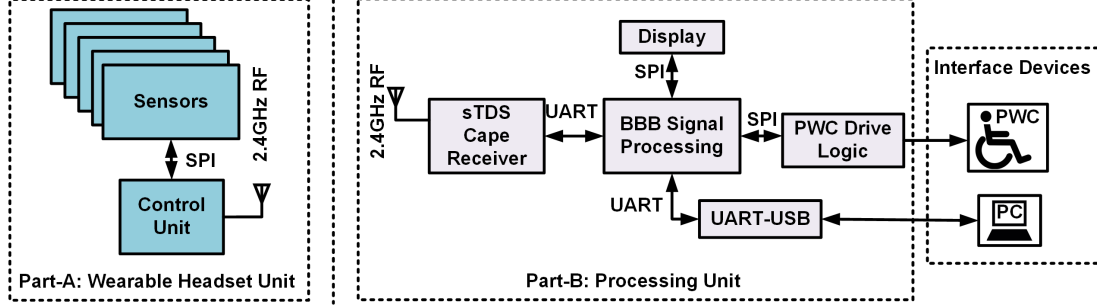 Sensors
SPI
2.4GHz RF
Control
Unit
Part-A: Wearable Headset Unit
2.4GHz RF
sTDS
Cape
Receiver
UART
Display
SPI
BBB Signal
Processing
SPI
PWC Drive
Logic
UART
UART-USB
Part-B: Processing Unit
Interface Devices
PWC
PC